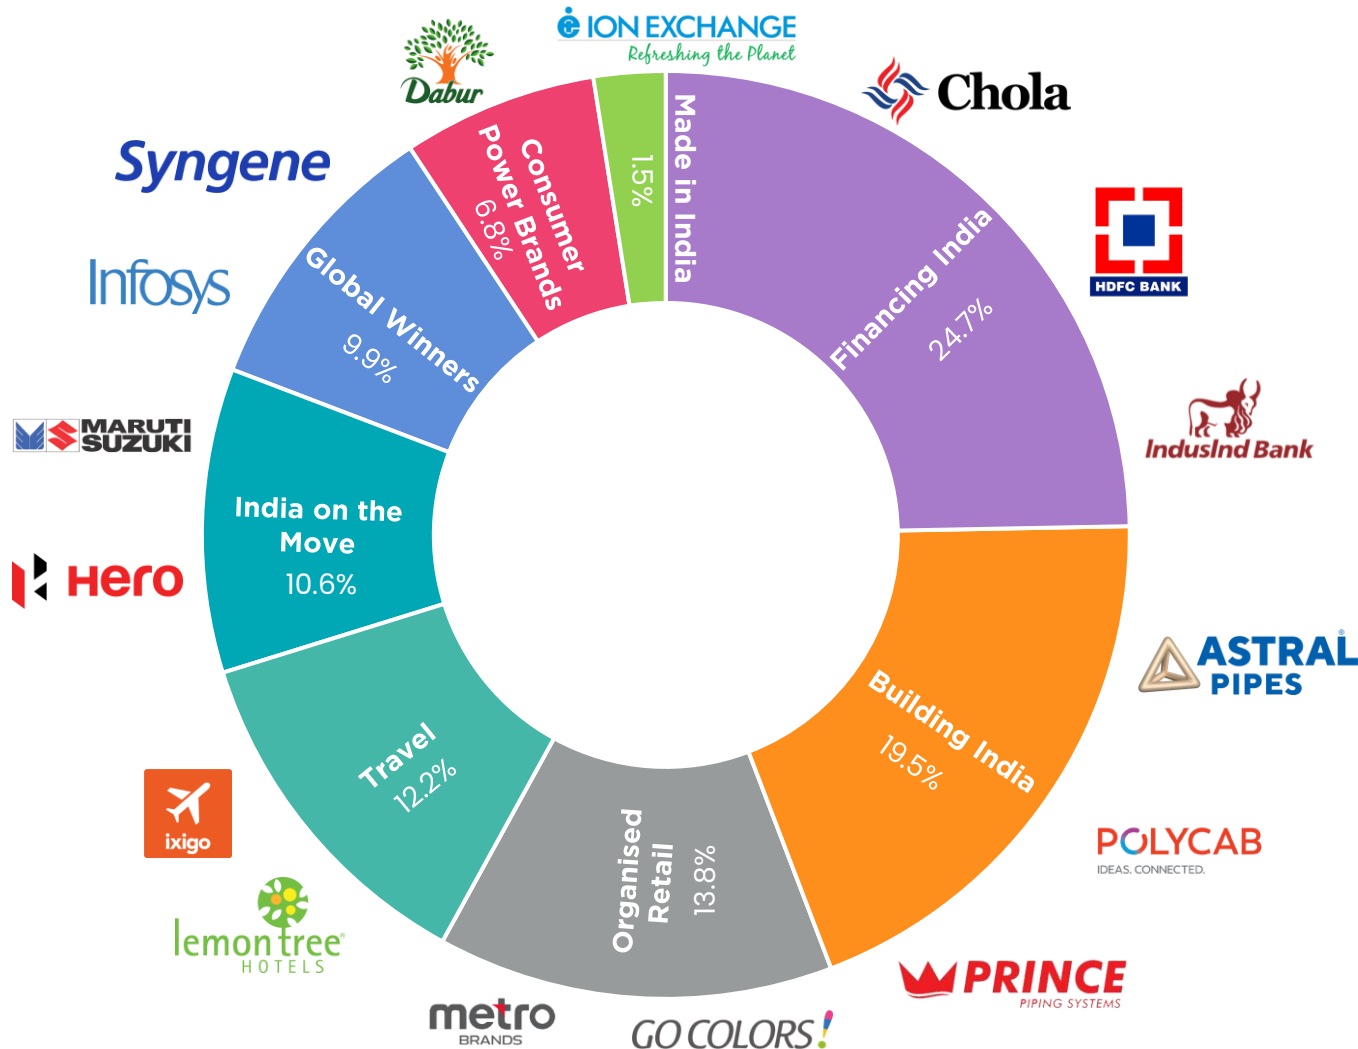 ION EXCHANGE
Refreshing the Planet
Dabur
Chola
Syngene
HDFC BANK
Infosys
IndusInd Bank
MARUTI
SUZUKI
Hero
ASTRAL®
PIPES
ixigo
POLYCAB
IDEAS. CONNECTED.
lemon tree®
HOTELS
PRINCE
PIPING SYSTEMS
metro
BRANDS
GO COLORS!
Made in India
1.5%
Financing India
24.7%
Building India
19.5%
Organised
Retail
13.8%
Travel
12.2%
India on the
Move
10.6%
Global Winners
9.9%
Consumer
Power Brands
6.8%